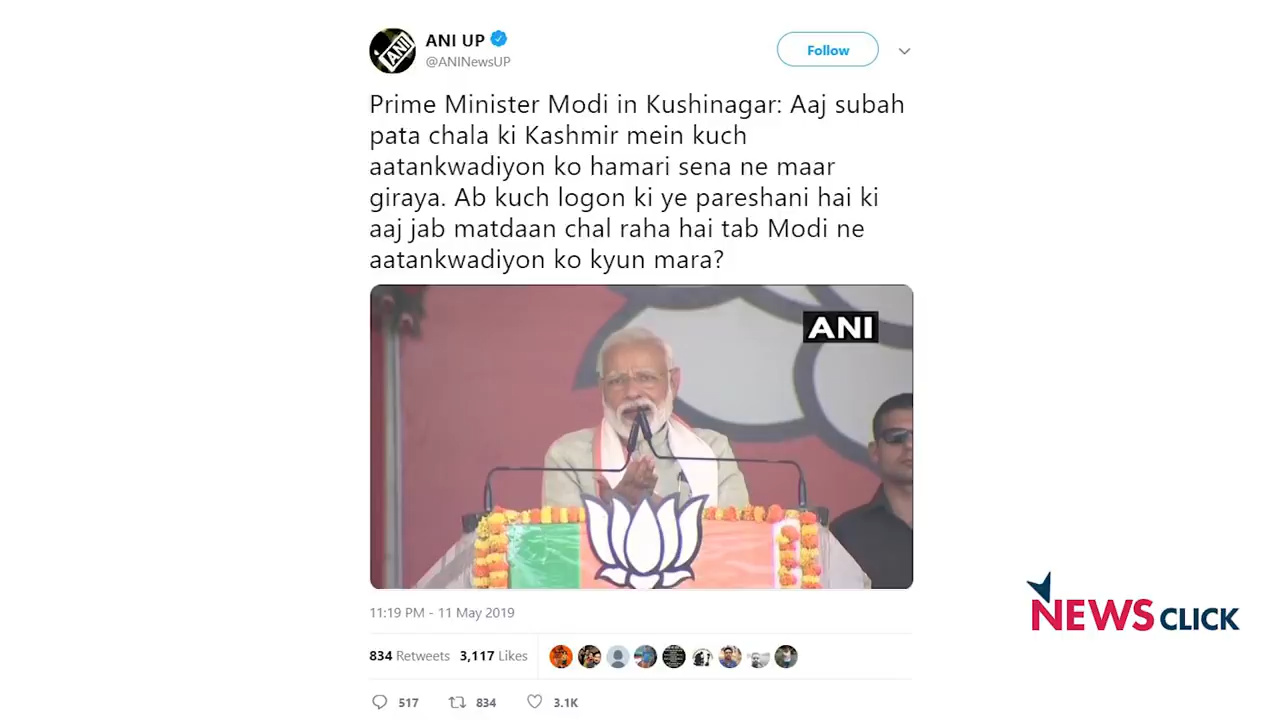 ANI UP
@ANINewsUP
Follow
Prime Minister Modi in Kushinagar: Aaj subah
pata chala ki Kashmir mein kuch
aatankwadiyon ko hamari sena ne maar
giraya. Ab kuch logon ki ye pareshani hai ki
aaj jab matdaan chal raha hai tab Modi ne
aatankwadiyon ko kyun mara?
ANI
11:19 PM - 11 May 2019
834 Retweets 3,117 Likes
517 834 3.1K
NEWSCLICK